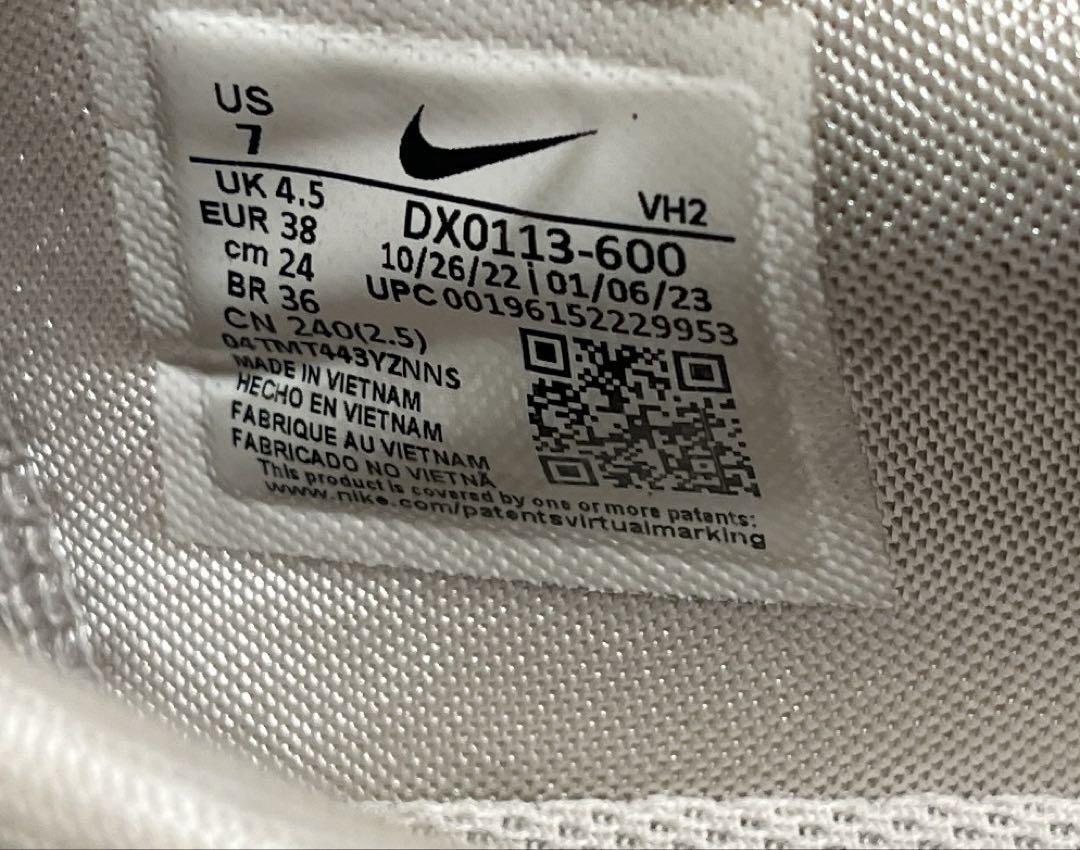 US
7
VH2
UK 4.5
EUR 38
cm 24
BR 36
CN 240(2.5)
DX0113-600
10/26/22 | 01/06/23
UPC 00196152229953
04TMT443YZNNS
MADE IN VIETNAM
HECHO EN VIETNAM
FABRIQUE AU VIETNAM
FABRICADO NO VIETNÃ
This product is covered by one or more patents:
www.nike.com/patentsvirtualmarking